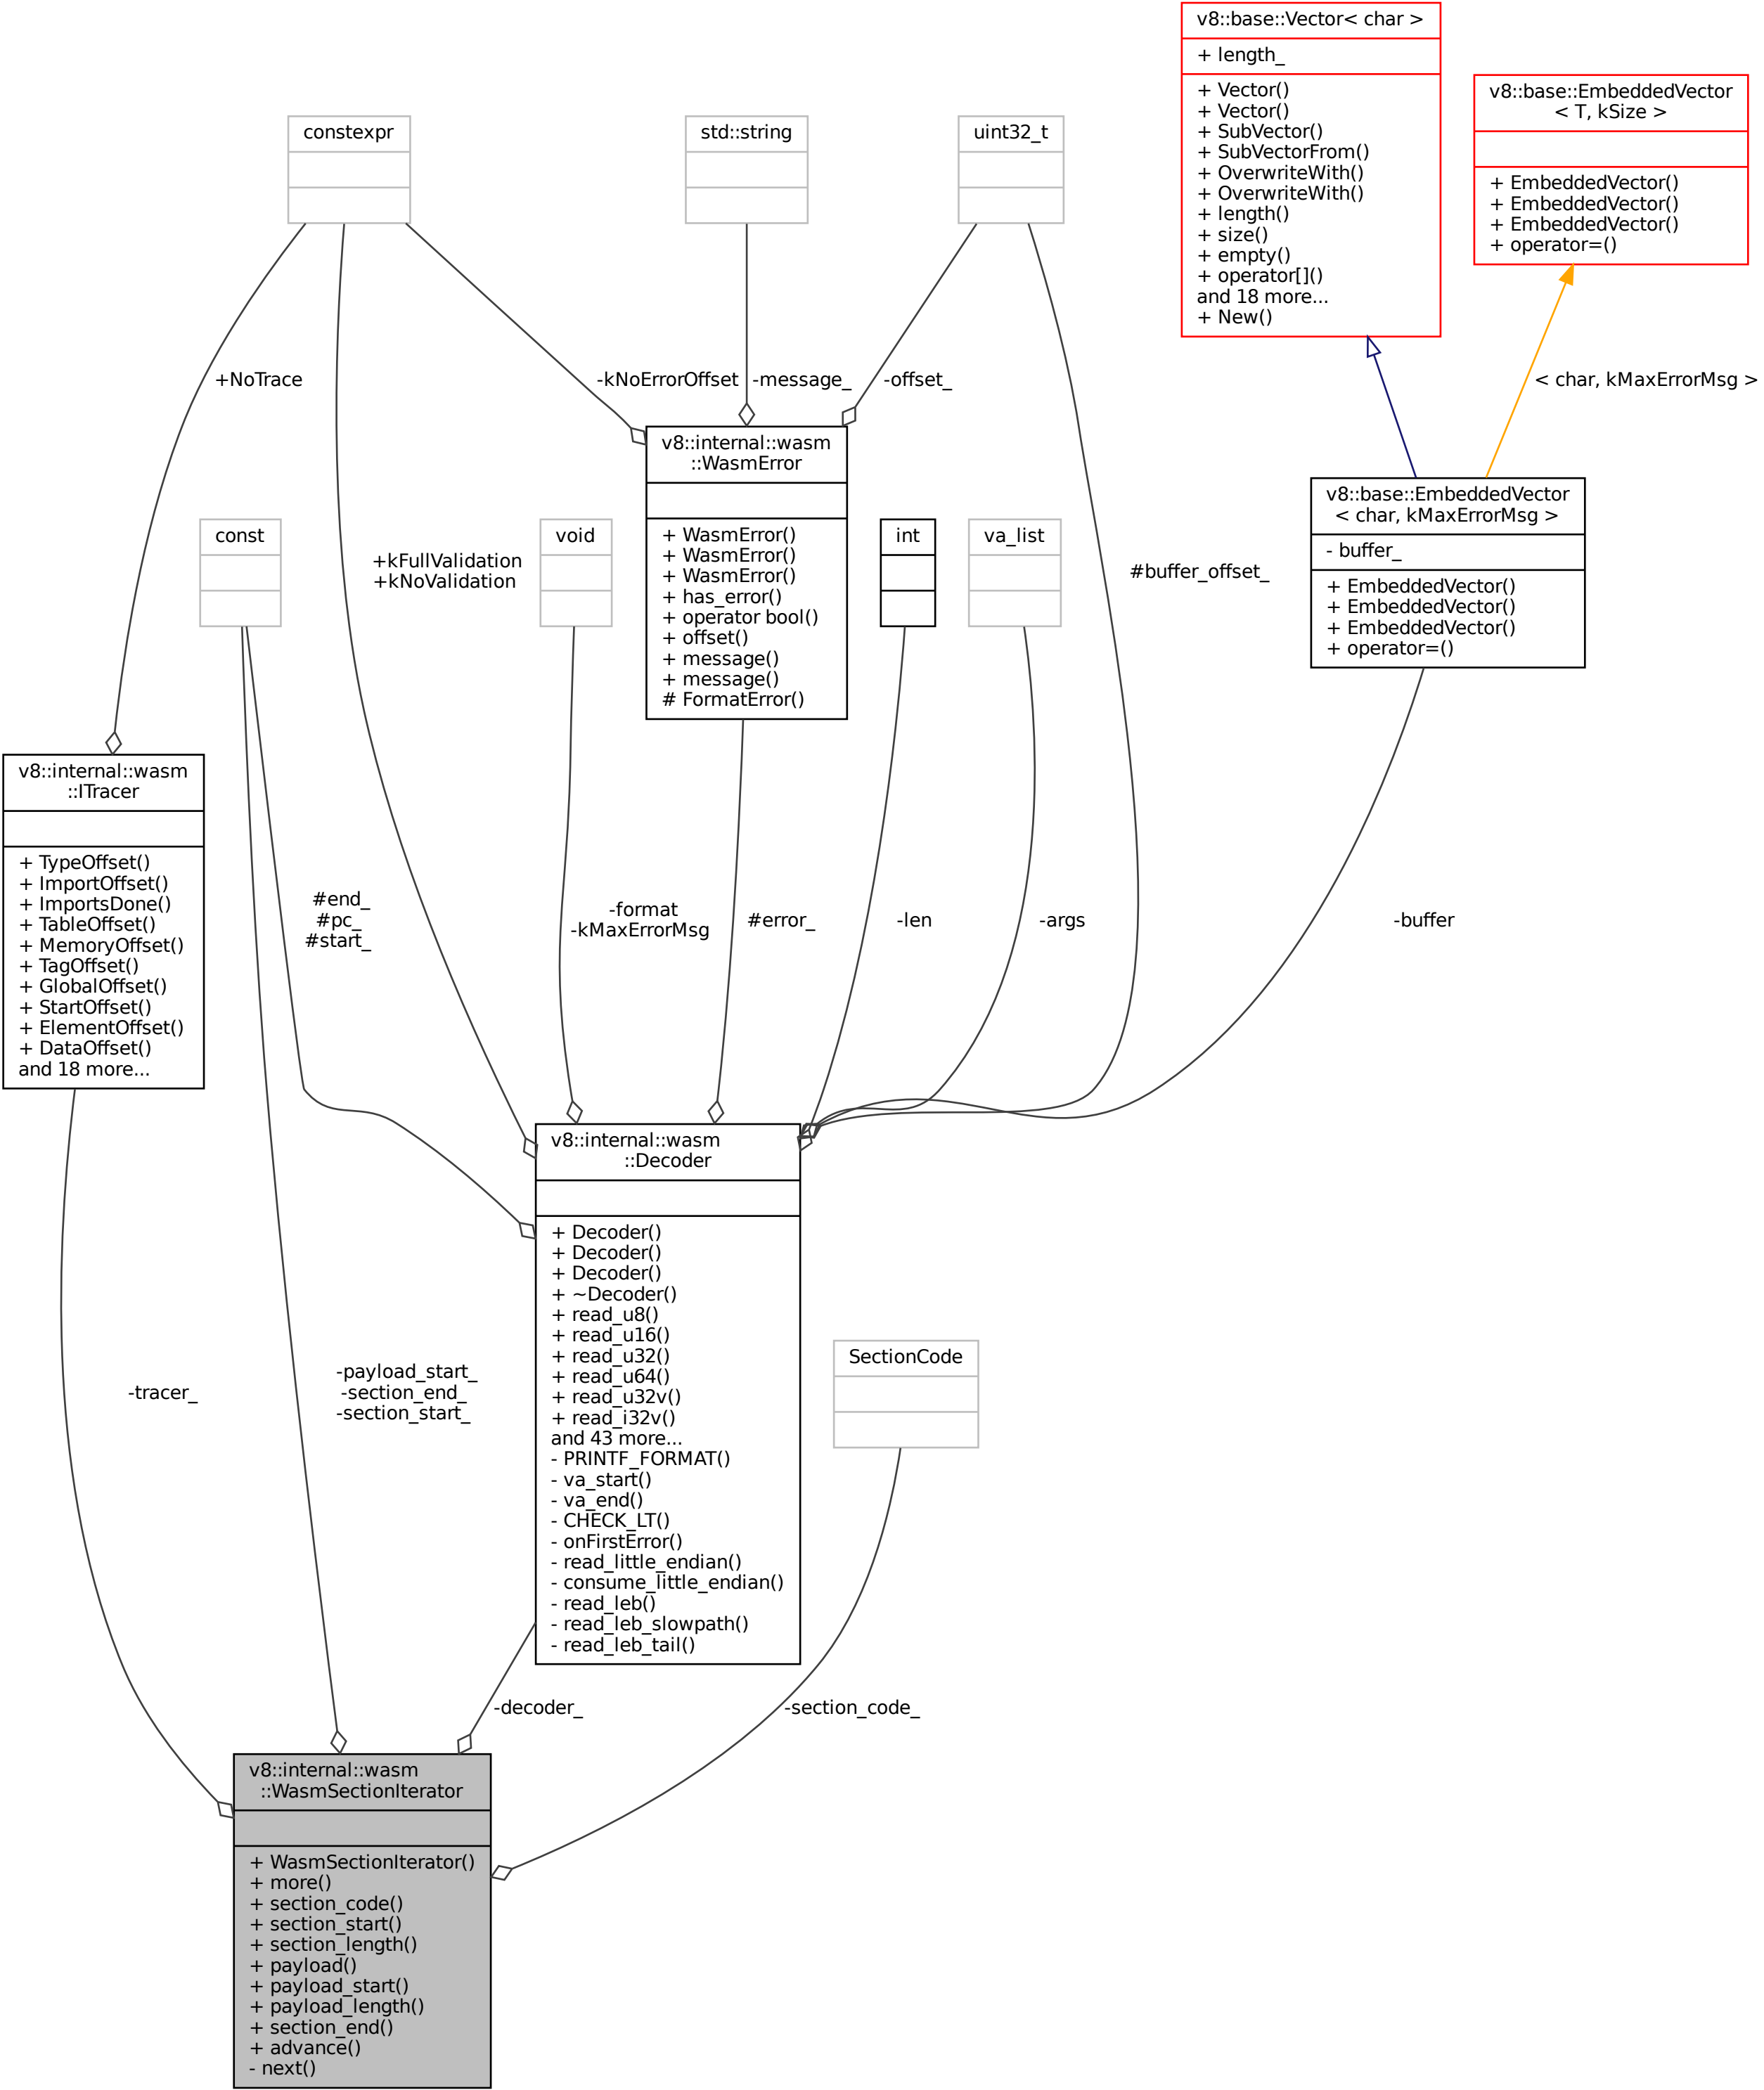 v8::base::Vector< char >
+ length_
+ Vector()
+ Vector()
+ SubVector()
+ SubVectorFrom()
+ OverwriteWith()
+ OverwriteWith()
+ length()
+ size()
+ empty()
+ operator[]()
and 18 more...
+ New()
v8::base::EmbeddedVector
< T, kSize >
+ EmbeddedVector()
+ EmbeddedVector()
+ EmbeddedVector()
+ operator=()
constexpr
std::string
uint32_t
+NoTrace
-kNoErrorOffset
-message_
-offset_
< char, kMaxErrorMsg >
v8::internal::wasm
::WasmError
+ WasmError()
+ WasmError()
+ WasmError()
+ has_error()
+ operator bool()
+ offset()
+ message()
+ message()
# FormatError()
v8::base::EmbeddedVector
< char, kMaxErrorMsg >
- buffer_
+ EmbeddedVector()
+ EmbeddedVector()
+ EmbeddedVector()
+ operator=()
const
void
int
va_list
+kFullValidation
+kNoValidation
#buffer_offset_
v8::internal::wasm
::ITracer
+ TypeOffset()
+ ImportOffset()
+ ImportsDone()
+ TableOffset()
+ MemoryOffset()
+ TagOffset()
+ GlobalOffset()
+ StartOffset()
+ ElementOffset()
+ DataOffset()
and 18 more...
#end_
#pc_
#start_
-format
-kMaxErrorMsg
#error_
-len
-args
-buffer
v8::internal::wasm
::Decoder
+ Decoder()
+ Decoder()
+ Decoder()
+ ~Decoder()
+ read_u8()
+ read_u16()
+ read_u32()
+ read_u64()
+ read_u32v()
+ read_i32v()
and 43 more...
- PRINTF_FORMAT()
- va_start()
- va_end()
- CHECK_LT()
- onFirstError()
- read_little_endian()
- consume_little_endian()
- read_leb()
- read_leb_slowpath()
- read_leb_tail()
SectionCode
-tracer_
-payload_start_
-section_end_
-section_start_
-decoder_
-section_code_
v8::internal::wasm
::WasmSectionIterator
+ WasmSectionIterator()
+ more()
+ section_code()
+ section_start()
+ section_length()
+ payload()
+ payload_start()
+ payload_length()
+ section_end()
+ advance()
- next()